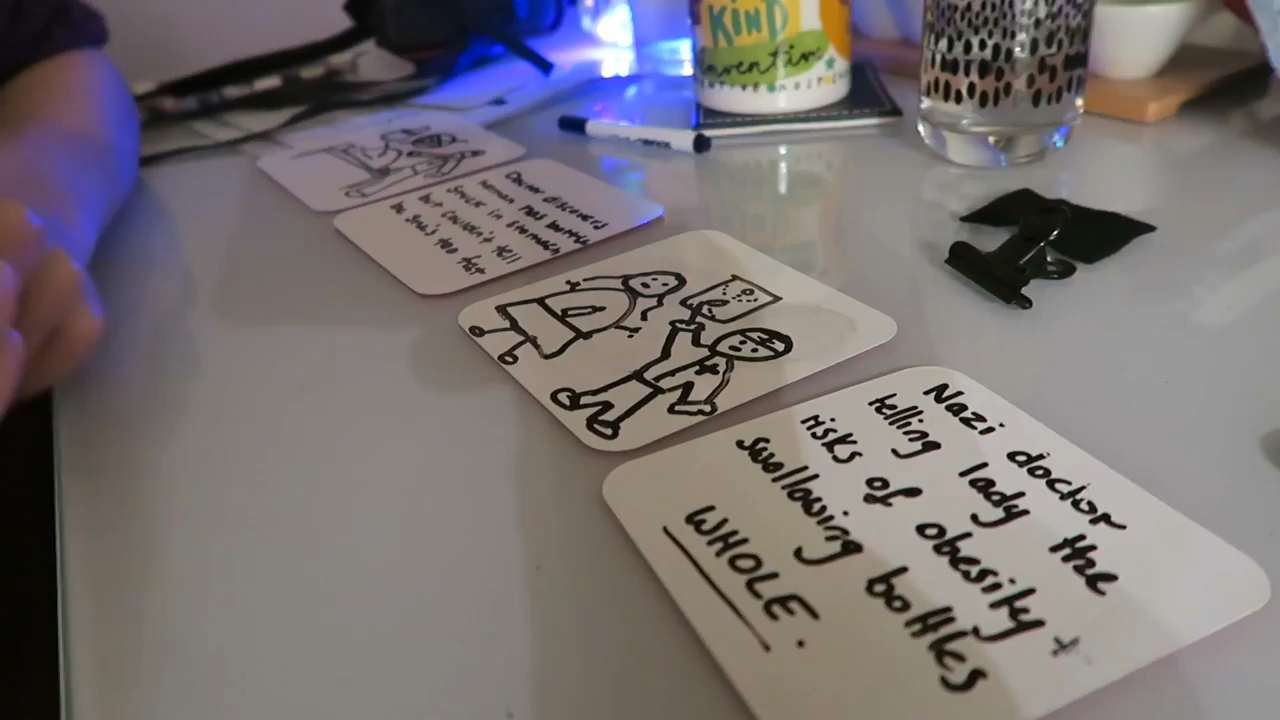 KIND
Doctor discovers
woman has bottle
stuck in stomach
but couldn't tell
bc she's too fat
Nazi doctor
telling lady the
risks of obesity +
swallowing bottles
WHOLE.